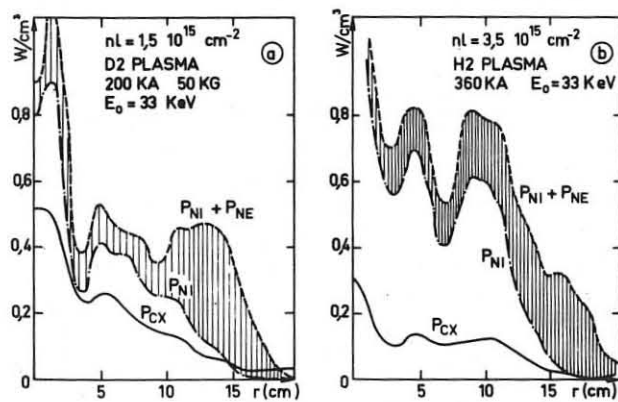 W/cm³
nl = 1,5 10¹⁵ cm⁻²
ⓐ
D2 PLASMA
200 KA 50 KG
E₀ = 33 KeV
0,8
0,6
0,4
0,2
0
P_NI + P_NE
P_NI
P_CX
5
10
15
r (cm)
W/cm³
nl = 3,5 10¹⁵ cm⁻²
ⓑ
H2 PLASMA
360 KA E₀ = 33 KeV
0,8
0,6
0,4
0,2
0
P_NI + P_NE
P_NI
P_CX
5
10
15
r (cm)